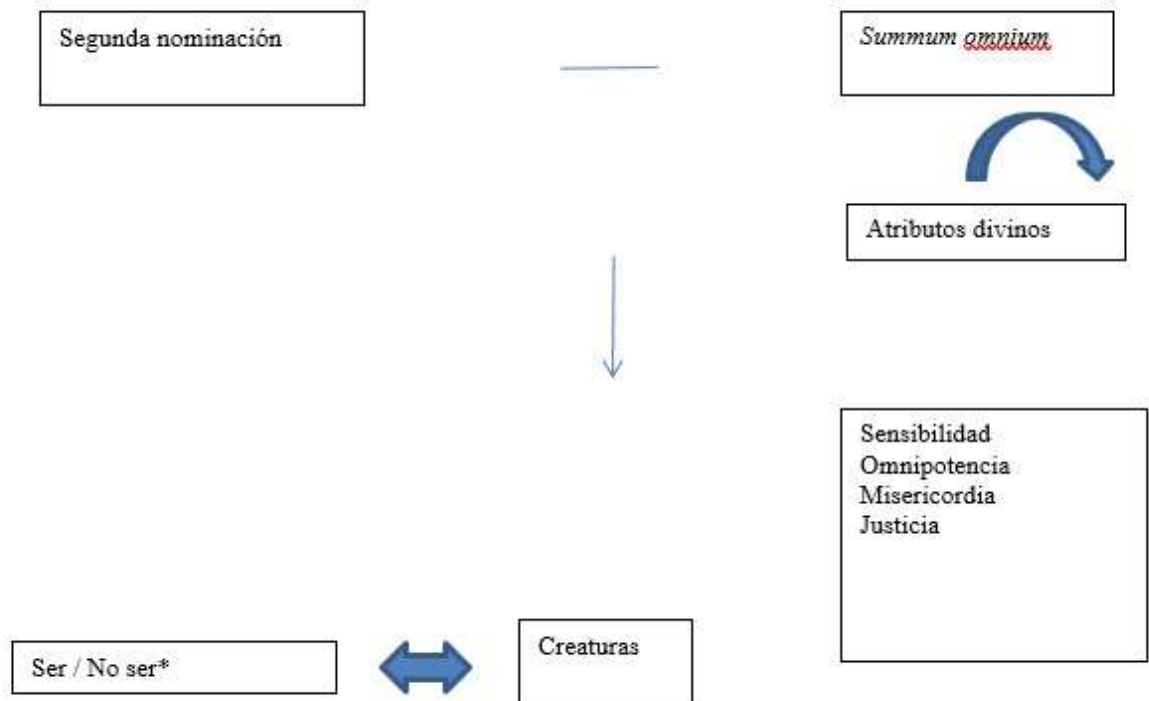 Segunda nominación
Summum omnium
Atributos divinos
Sensibilidad
Omnipotencia
Misericordia
Justicia
Ser / No ser*
Creaturas